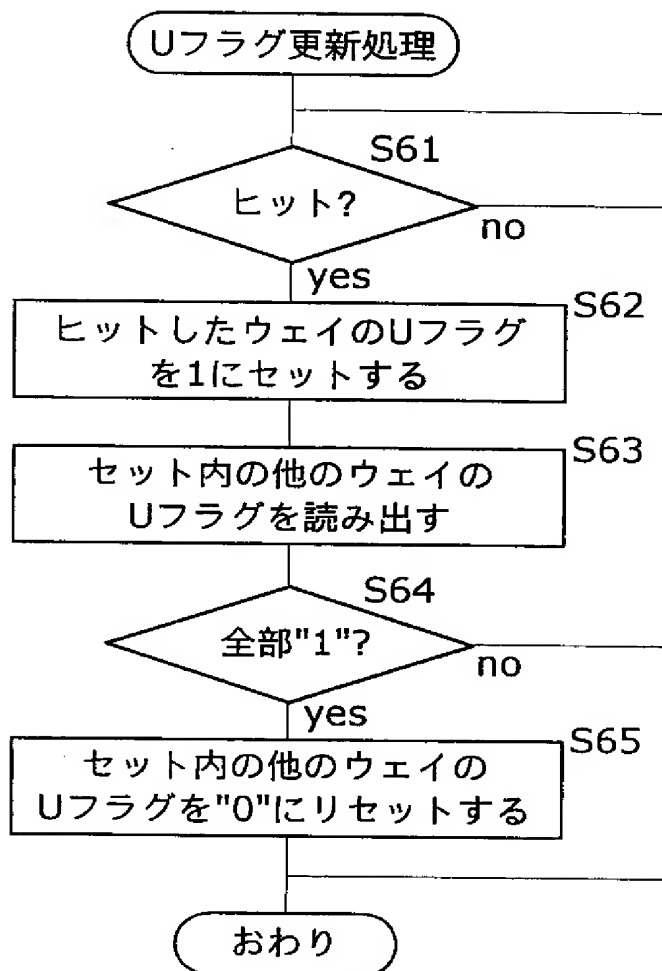 Uフラグ更新処理
S61
ヒット?
no
yes
S62
ヒットしたウェイのUフラグ
を1にセットする
S63
セット内の他のウェイの
Uフラグを読み出す
S64
全部"1"?
no
yes
S65
セット内の他のウェイの
Uフラグを"0"にリセットする
おわり